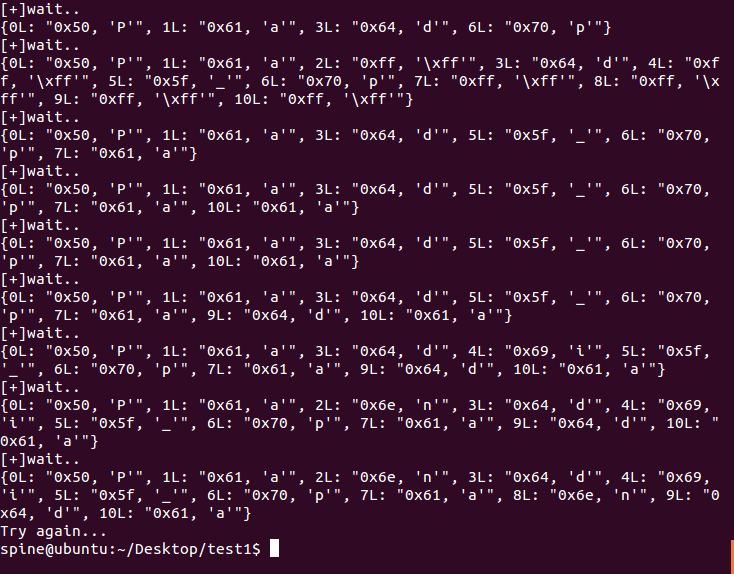 [+]wait..
{0L: "0x50, 'P'", 1L: "0x61, 'a'", 3L: "0x64, 'd'", 6L: "0x70, 'p'"}
[+]wait..
{0L: "0x50, 'P'", 1L: "0x61, 'a'", 2L: "0xff, '\xff'", 3L: "0x64, 'd'", 4L: "0xf
f, '\xff'", 5L: "0x5f, '_'", 6L: "0x70, 'p'", 7L: "0xff, '\xff'", 8L: "0xff, '\x
ff'", 9L: "0xff, '\xff'", 10L: "0xff, '\xff'"}
[+]wait..
{0L: "0x50, 'P'", 1L: "0x61, 'a'", 3L: "0x64, 'd'", 5L: "0x5f, '_'", 6L: "0x70,
'p'", 7L: "0x61, 'a'"}
[+]wait..
{0L: "0x50, 'P'", 1L: "0x61, 'a'", 3L: "0x64, 'd'", 5L: "0x5f, '_'", 6L: "0x70,
'p'", 7L: "0x61, 'a'", 10L: "0x61, 'a'"}
[+]wait..
{0L: "0x50, 'P'", 1L: "0x61, 'a'", 3L: "0x64, 'd'", 5L: "0x5f, '_'", 6L: "0x70,
'p'", 7L: "0x61, 'a'", 10L: "0x61, 'a'"}
[+]wait..
{0L: "0x50, 'P'", 1L: "0x61, 'a'", 3L: "0x64, 'd'", 5L: "0x5f, '_'", 6L: "0x70,
'p'", 7L: "0x61, 'a'", 9L: "0x64, 'd'", 10L: "0x61, 'a'"}
[+]wait..
{0L: "0x50, 'P'", 1L: "0x61, 'a'", 3L: "0x64, 'd'", 4L: "0x69, 'i'", 5L: "0x5f,
'_'", 6L: "0x70, 'p'", 7L: "0x61, 'a'", 9L: "0x64, 'd'", 10L: "0x61, 'a'"}
[+]wait..
{0L: "0x50, 'P'", 1L: "0x61, 'a'", 2L: "0x6e, 'n'", 3L: "0x64, 'd'", 4L: "0x69,
'i'", 5L: "0x5f, '_'", 6L: "0x70, 'p'", 7L: "0x61, 'a'", 9L: "0x64, 'd'", 10L: "
0x61, 'a'"}
[+]wait..
{0L: "0x50, 'P'", 1L: "0x61, 'a'", 2L: "0x6e, 'n'", 3L: "0x64, 'd'", 4L: "0x69,
'i'", 5L: "0x5f, '_'", 6L: "0x70, 'p'", 7L: "0x61, 'a'", 8L: "0x6e, 'n'", 9L: "0
x64, 'd'", 10L: "0x61, 'a'"}
Try again...
spine@ubuntu:~/Desktop/test1$